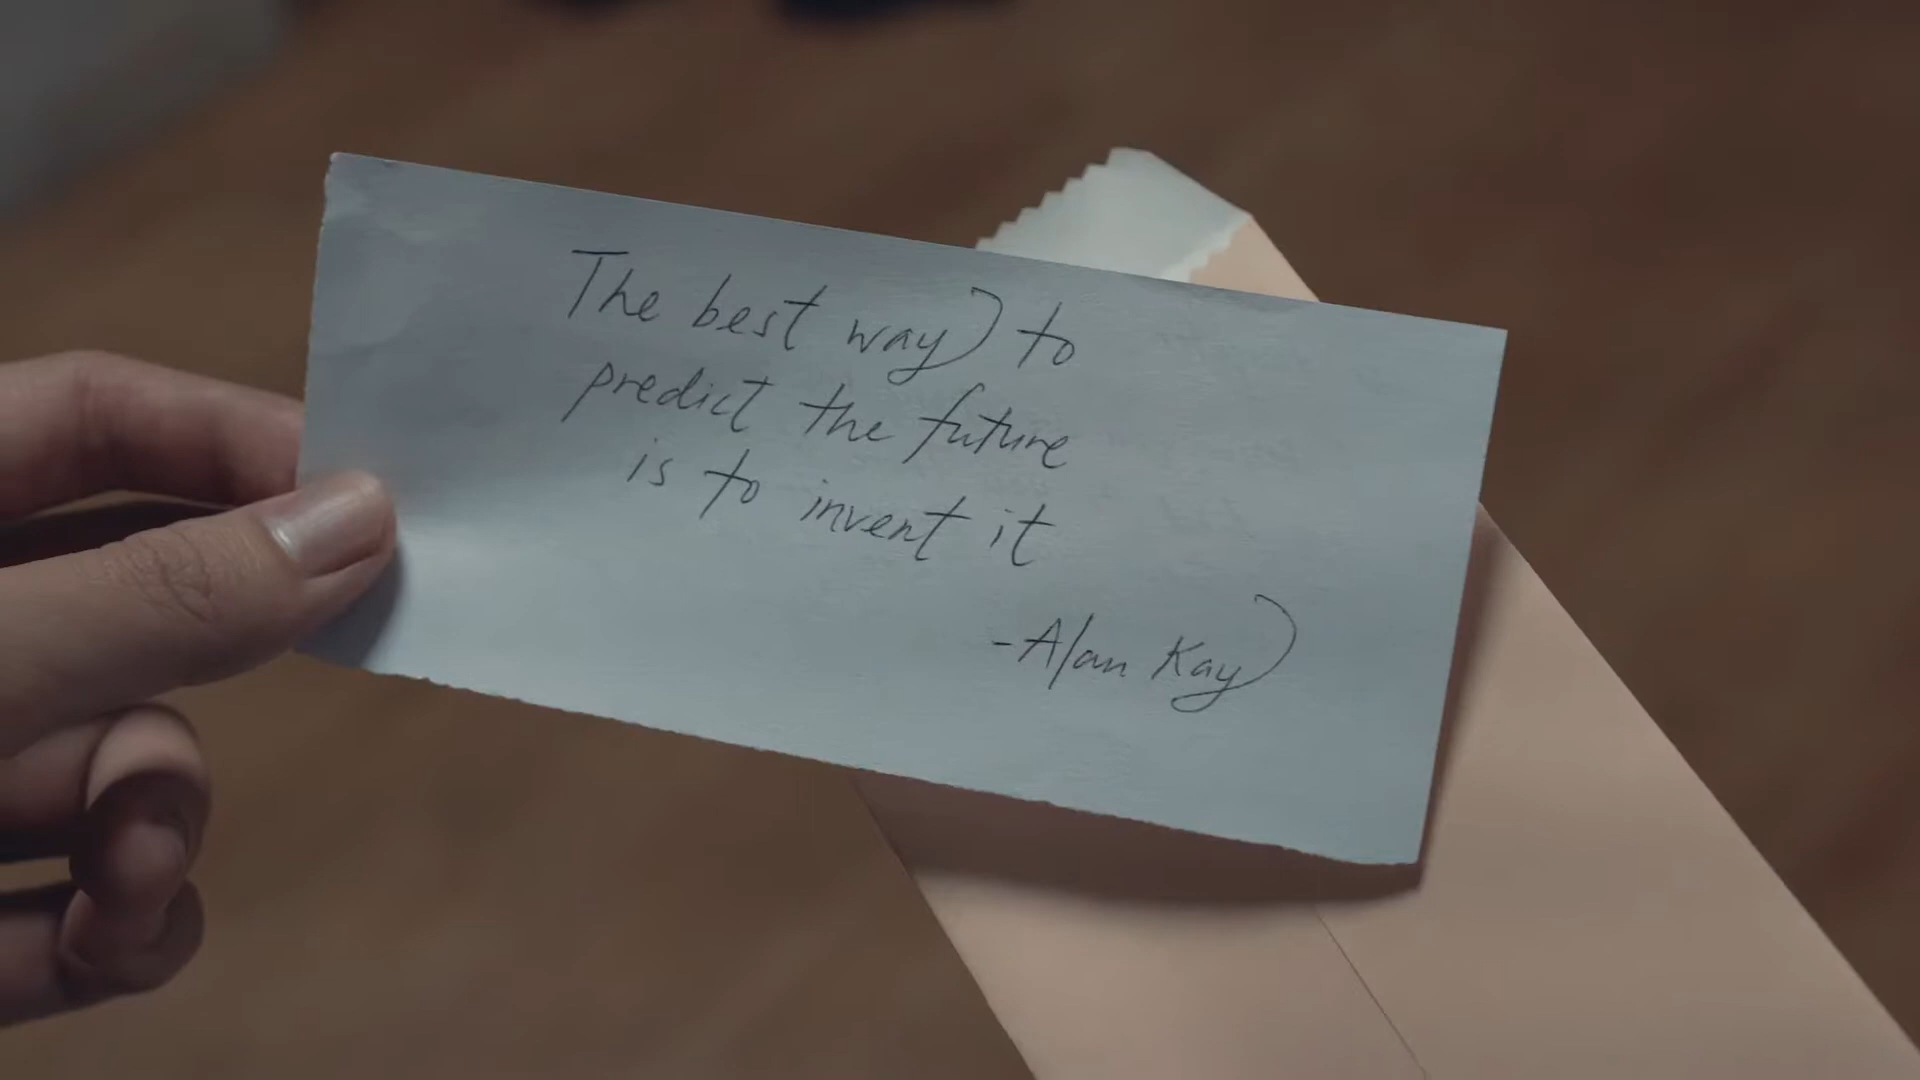 The best way to
predict the future
is to invent it
-Alan Kay